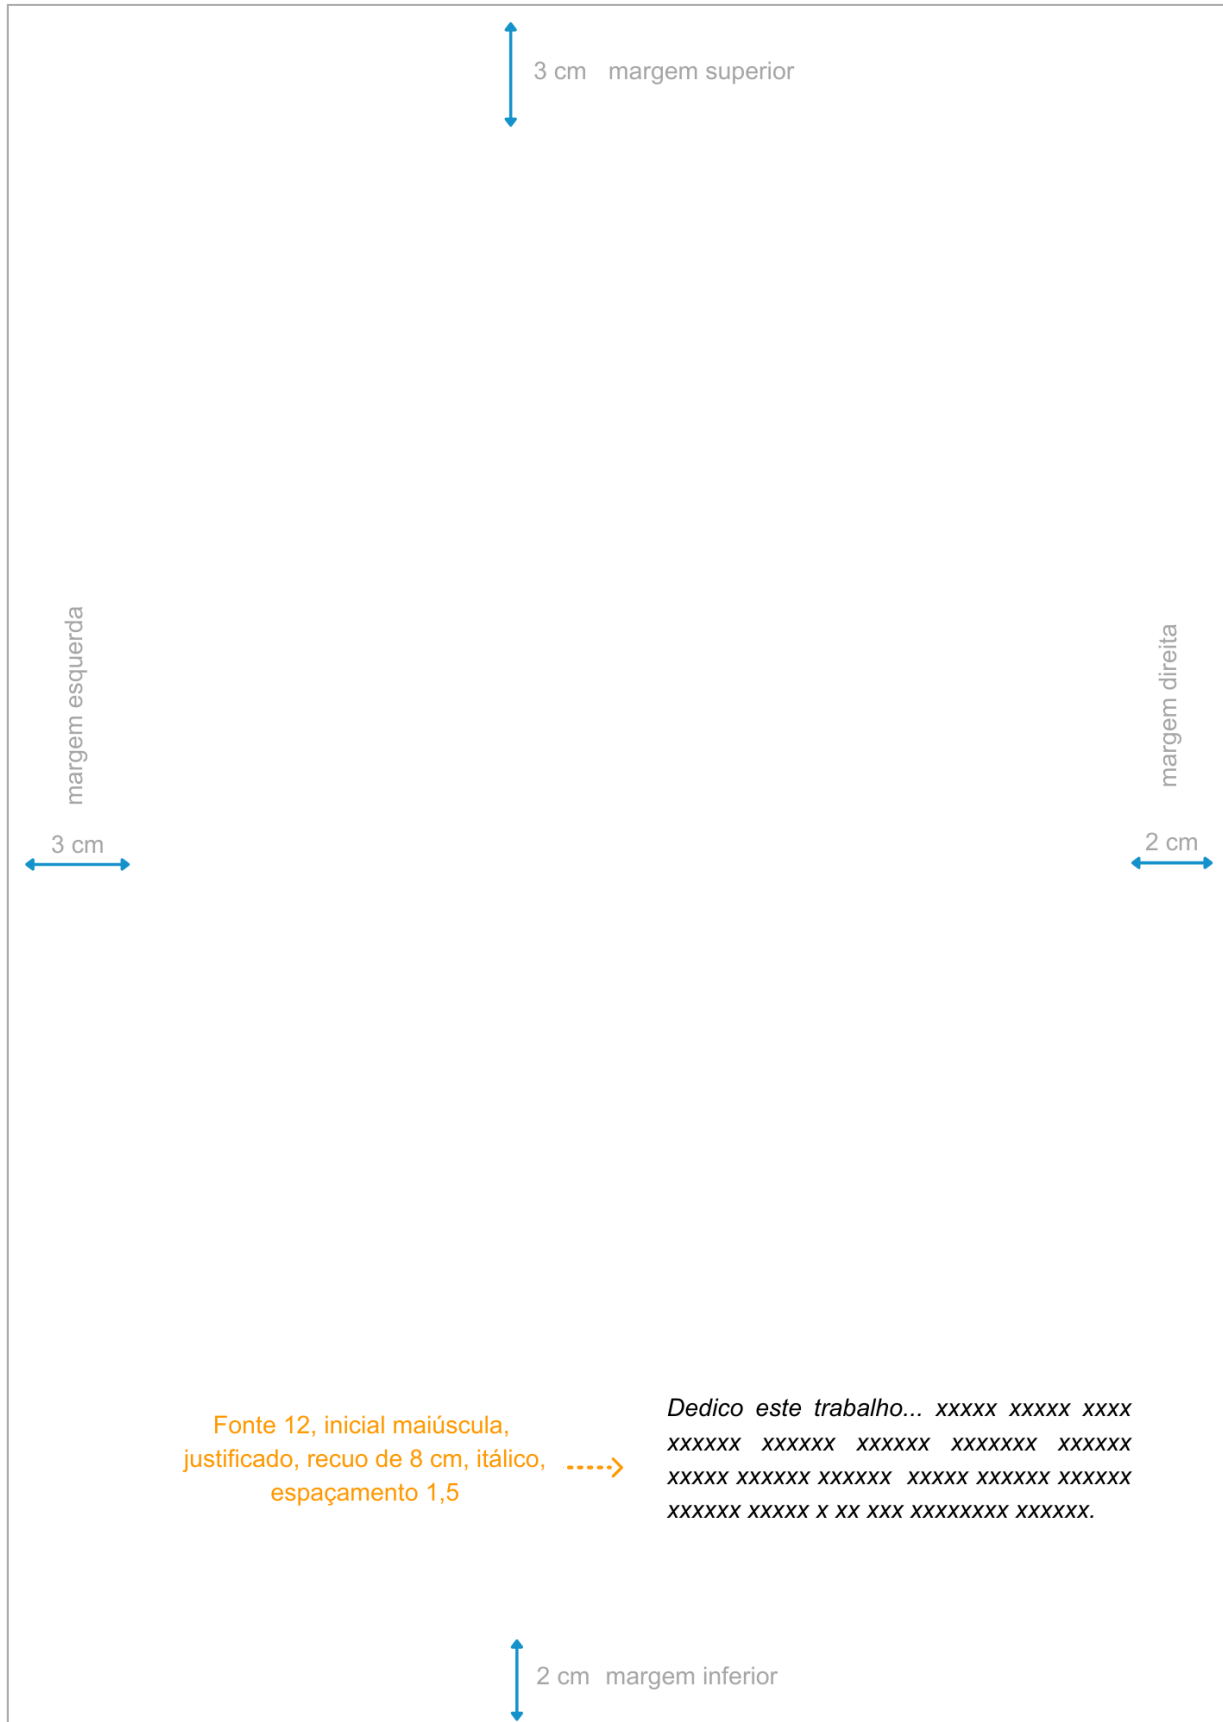 3 cm margem superior
margem esquerda
3 cm
margem direita
2 cm
Fonte 12, inicial maiúscula,
justificado, recuo de 8 cm, itálico,
espaçamento 1,5
Dedico este trabalho... xxxxx xxxxx xxxx
xxxxxx xxxxxx xxxxxx xxxxxxx xxxxxx
xxxxx xxxxxx xxxxxx xxxxx xxxxxx xxxxxx
xxxxxx xxxxx x xx xxx xxxxxxxx xxxxxx.
2 cm margem inferior